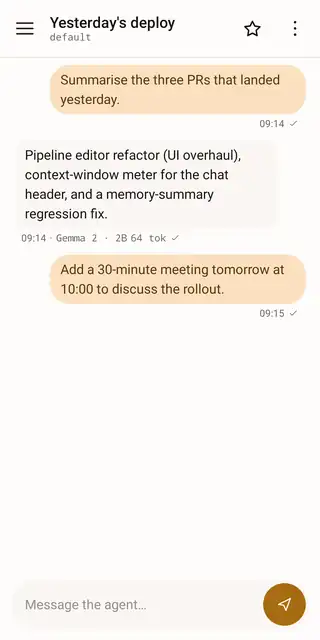 Yesterday's deploy
default
Summarise the three PRs that landed
yesterday.
09:14 ✓
Pipeline editor refactor (UI overhaul),
context-window meter for the chat
header, and a memory-summary
regression fix.
09:14 · Gemma 2 · 2B 64 tok ✓
Add a 30-minute meeting tomorrow at
10:00 to discuss the rollout.
09:15 ✓
Message the agent…